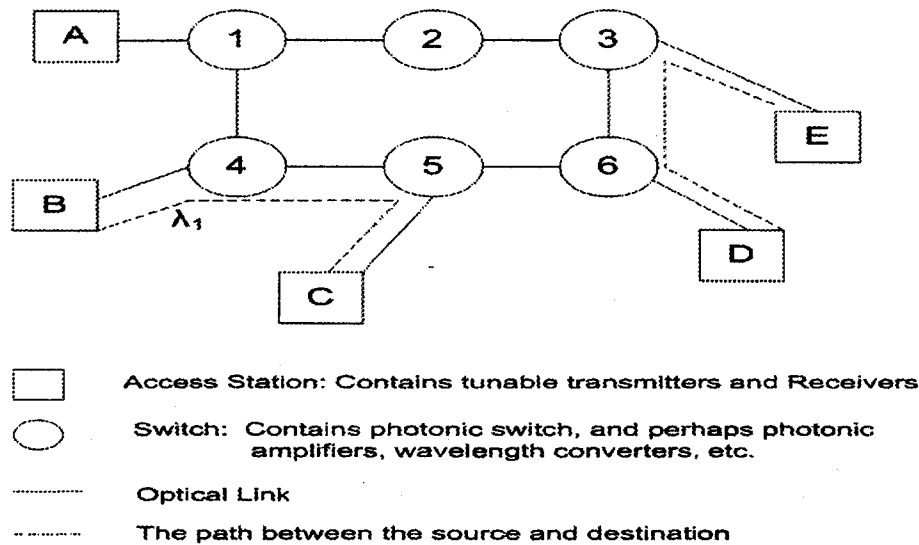 A
1
2
3
E
B
4
5
6
λ1
D
C
Access Station: Contains tunable transmitters and Receivers
Switch: Contains photonic switch, and perhaps photonic
amplifiers, wavelength converters, etc.
Optical Link
The path between the source and destination